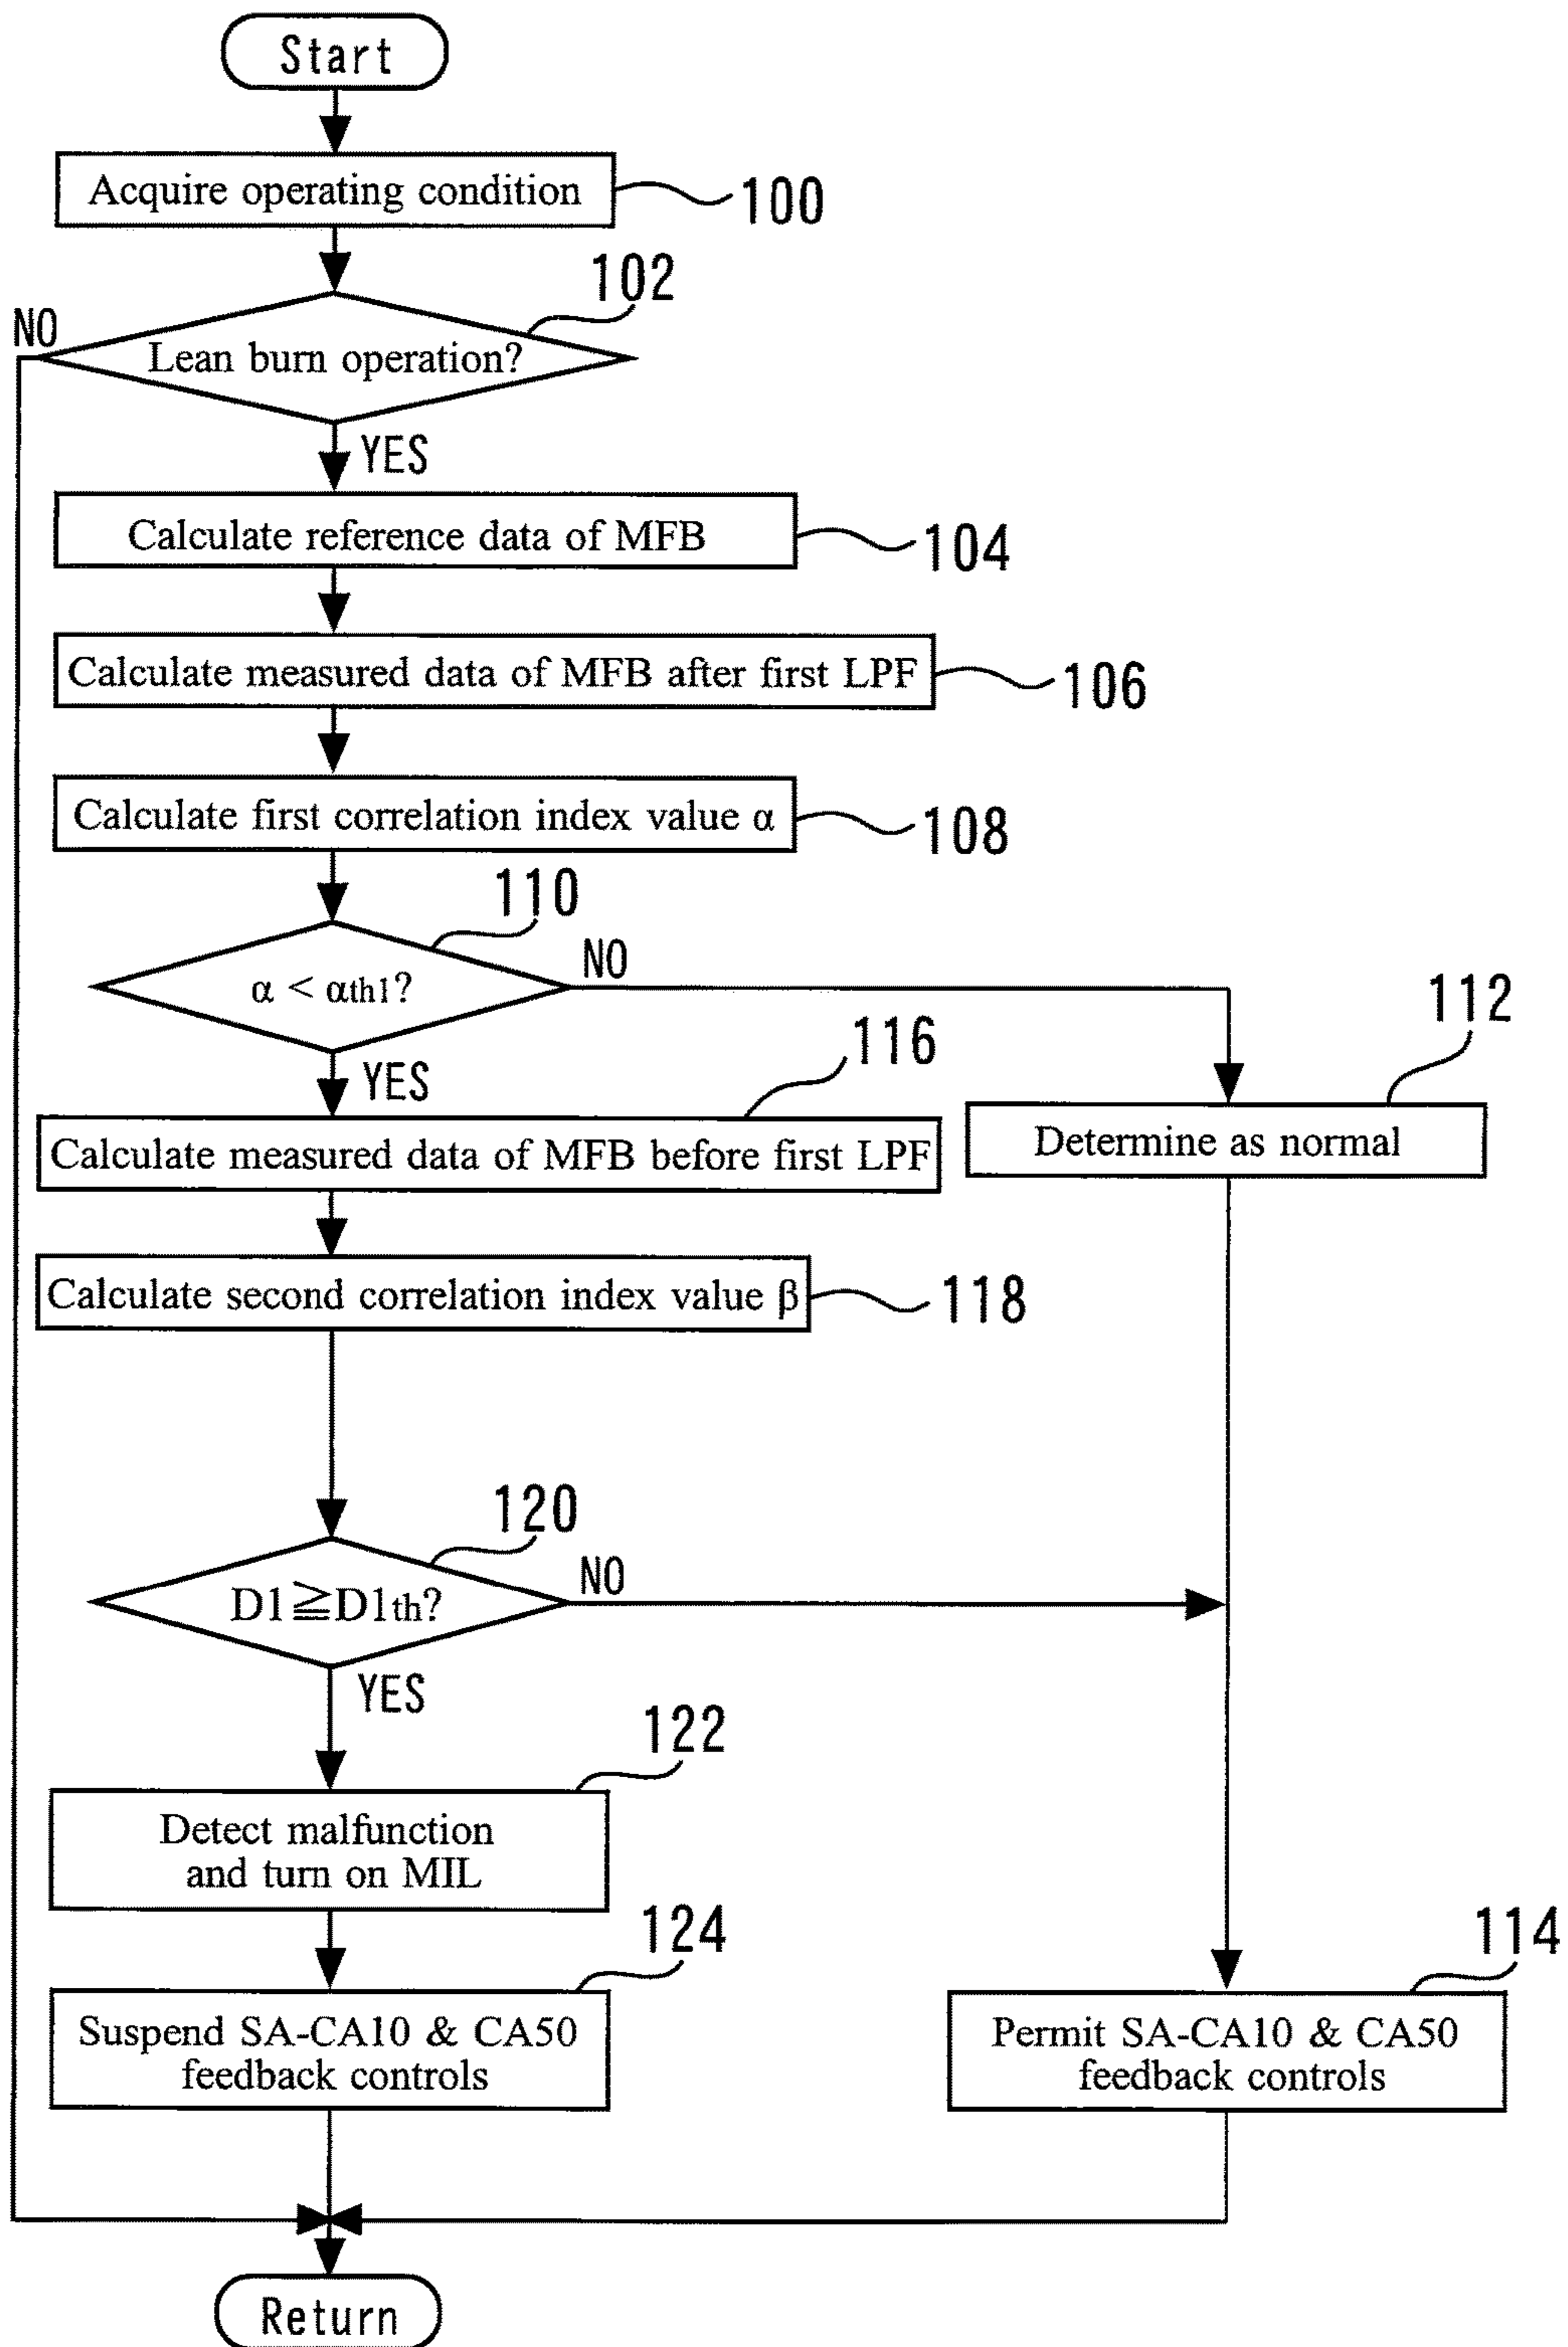 Start
Acquire operating condition
100
102
NO
Lean burn operation?
YES
Calculate reference data of MFB
104
Calculate measured data of MFB after first LPF
106
Calculate first correlation index value α
108
110
α < αth1?
NO
112
YES
116
Calculate measured data of MFB before first LPF
Determine as normal
Calculate second correlation index value β
118
120
D1≧D1th?
NO
YES
122
Detect malfunction
and turn on MIL
124
Suspend SA-CA10 & CA50
feedback controls
114
Permit SA-CA10 & CA50
feedback controls
Return